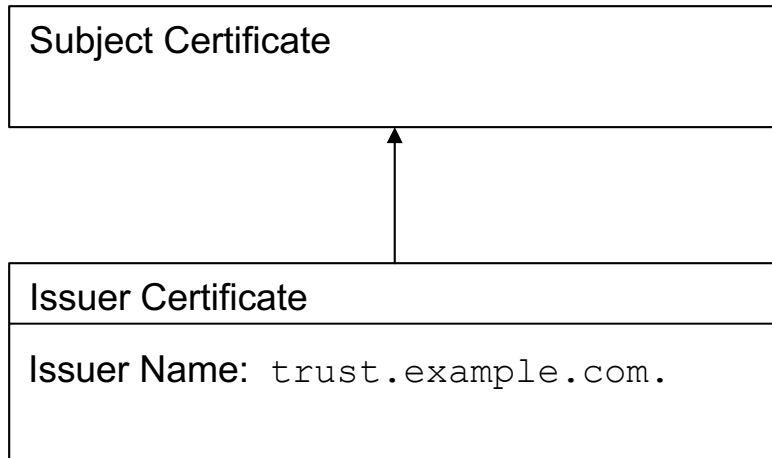 Subject Certificate
Issuer Certificate
Issuer Name: trust.example.com.